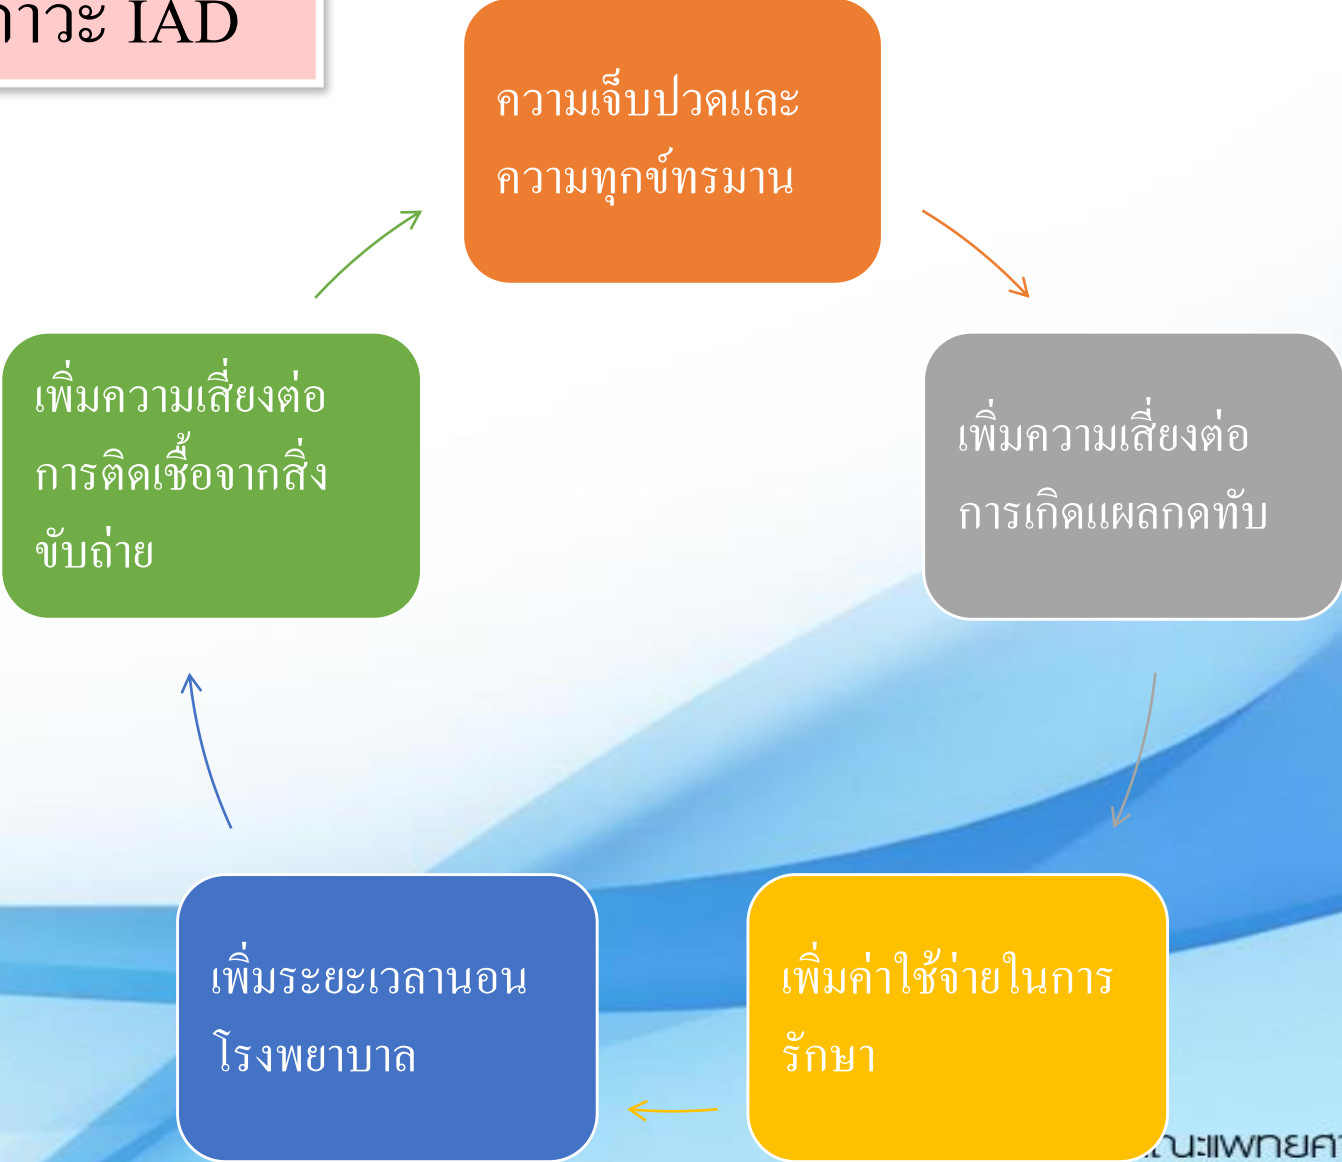 ภาวะ IAD
ความเจ็บปวดและ
ความทุกข์ทรมาน
เพิ่มความเสี่ยงต่อ
การเกิดแผลกดทับ
เพิ่มค่าใช้จ่ายในการ
รักษา
เพิ่มระยะเวลานอน
โรงพยาบาล
เพิ่มความเสี่ยงต่อ
การติดเชื้อจากสิ่ง
ขับถ่าย